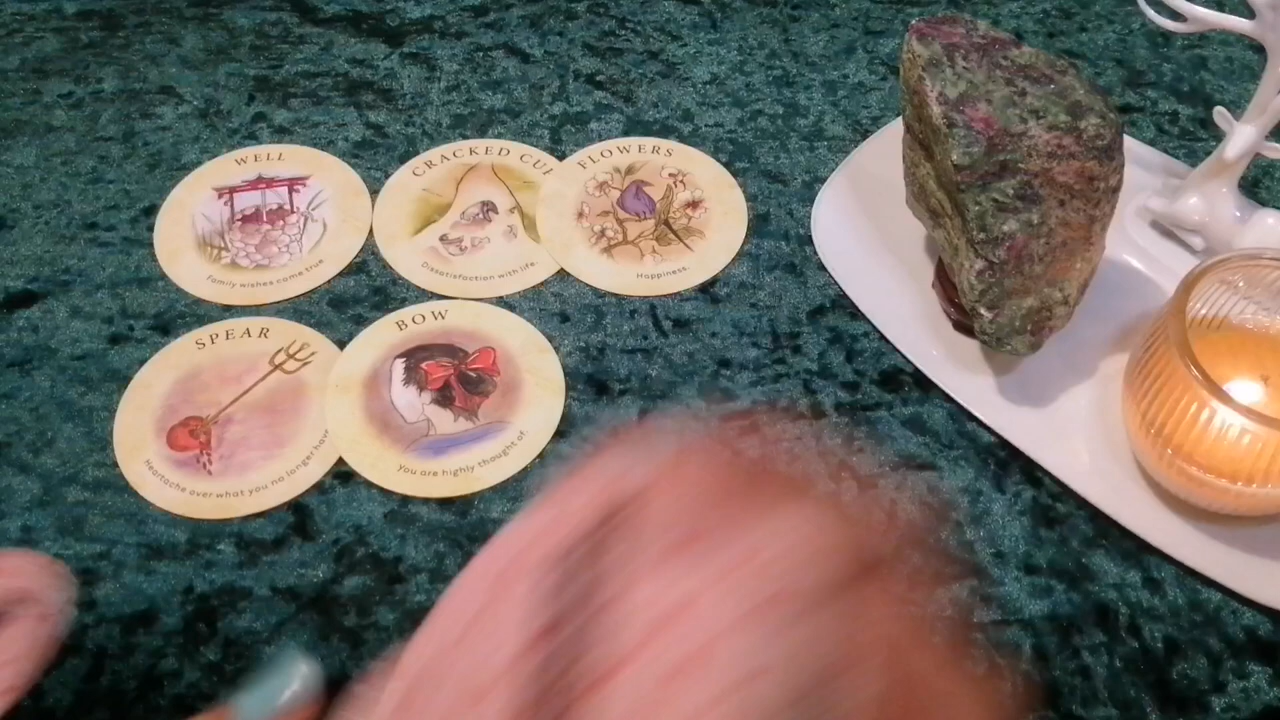 WELL
Family wishes come true
CRACKED CUP
Dissatisfaction with life.
FLOWERS
Happiness.
SPEAR
Heartache over what you no longer have
BOW
You are highly thought of.